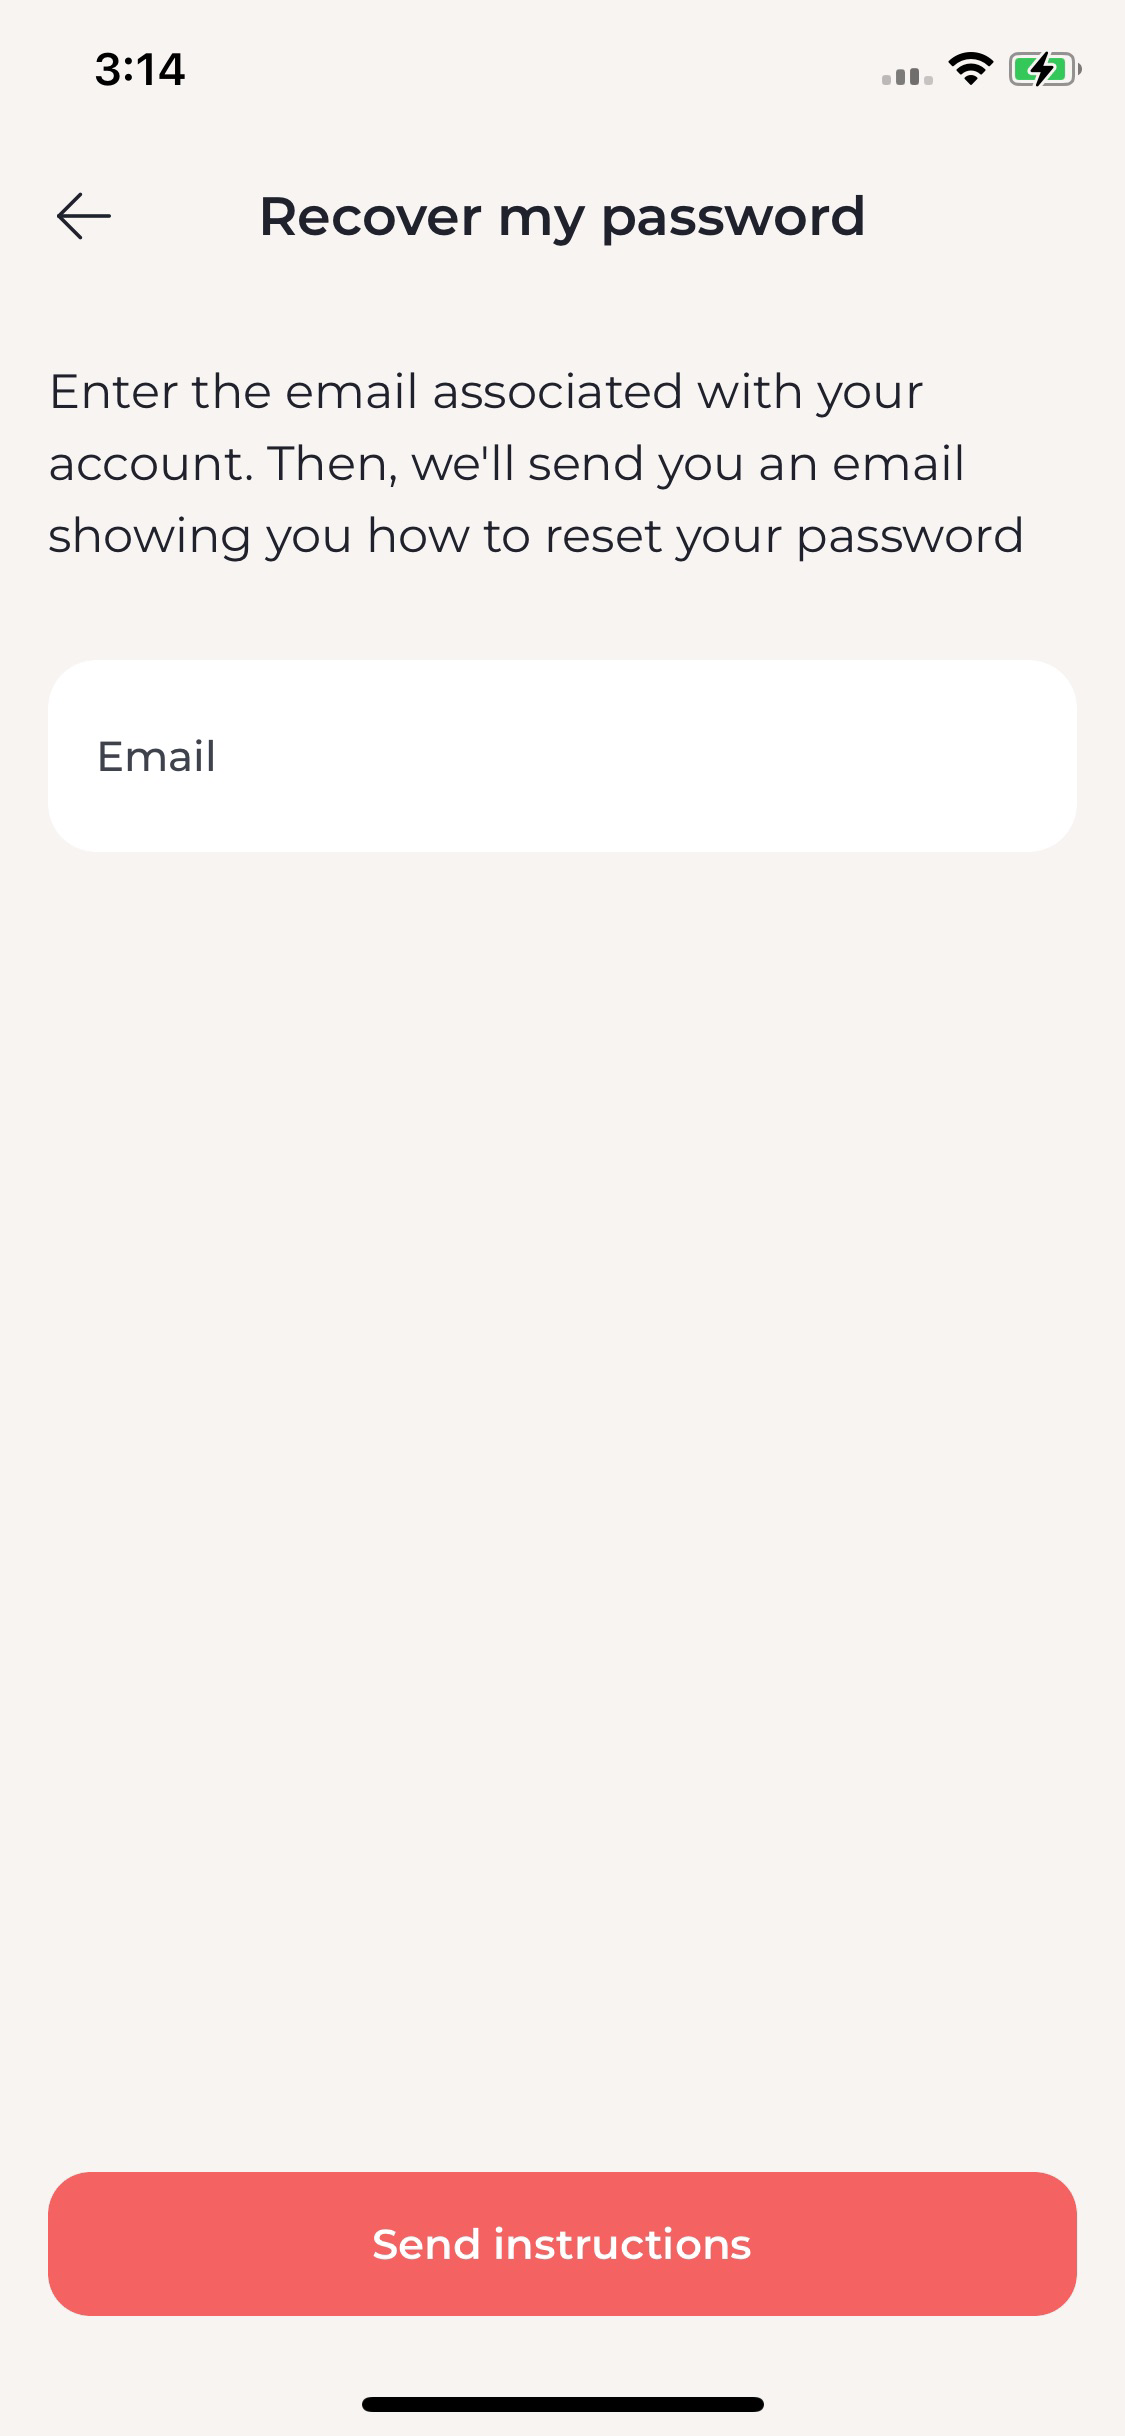 3:14
Recover my password
Enter the email associated with your
account. Then, we'll send you an email
showing you how to reset your password
Email
Send instructions